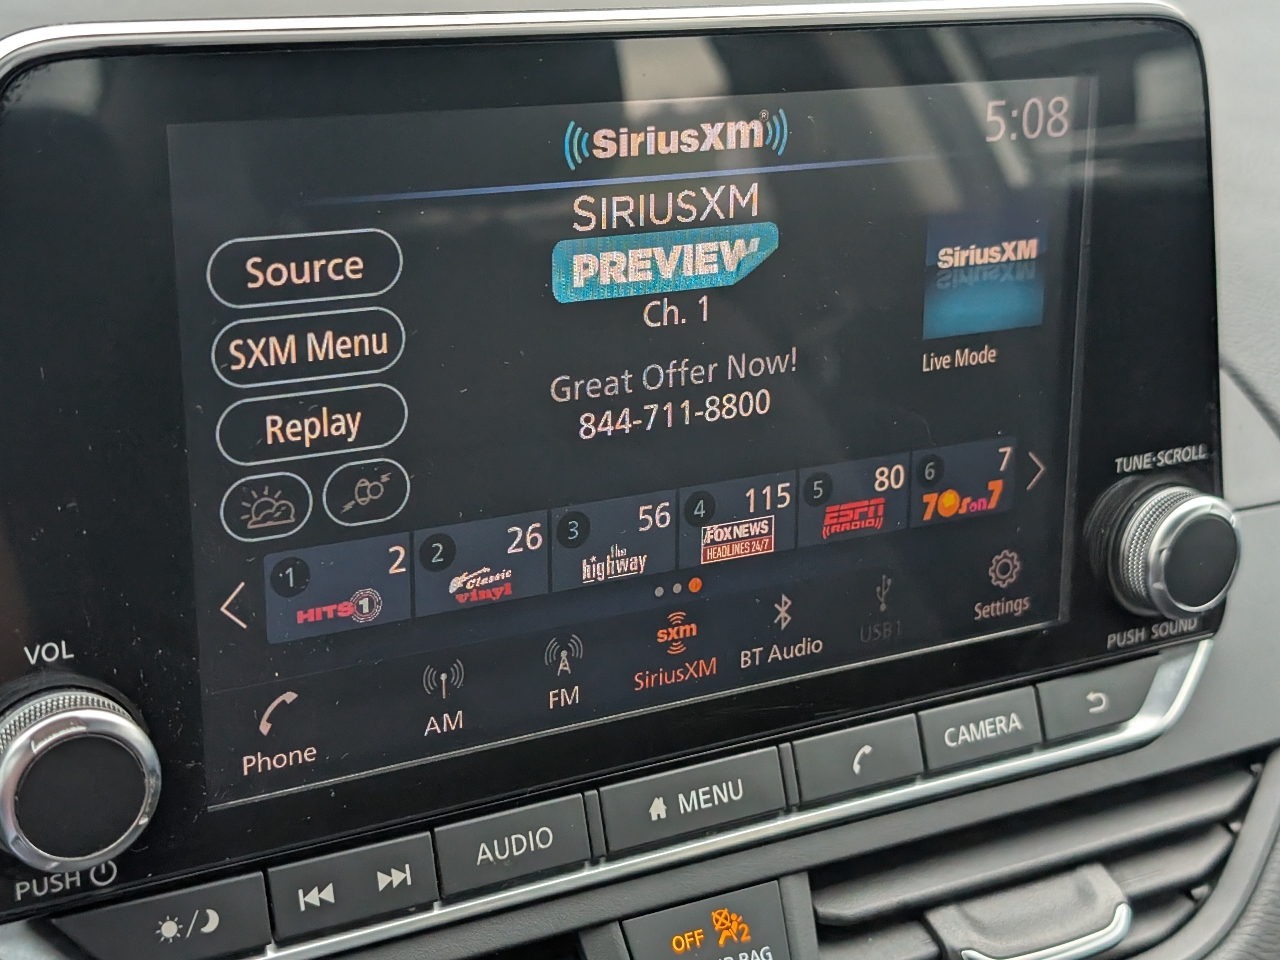 SiriusXM®
5:08
SIRIUSXM
PREVIEW
Ch. 1
Great Offer Now!
844-711-8800
Source
SXM Menu
Replay
SiriusXM
Live Mode
1 2 HITS1
2 26 Classic vinyl
3 56 the highway
4 115 FOX NEWS HEADLINES 24/7
5 80 ESPN RADIO
6 7 70s on 7
Phone
AM
FM
sxm
SiriusXM
BT Audio
USB1
Settings
TUNE·SCROLL
PUSH SOUND
VOL
PUSH
AUDIO
MENU
CAMERA
OFF 2
BAG